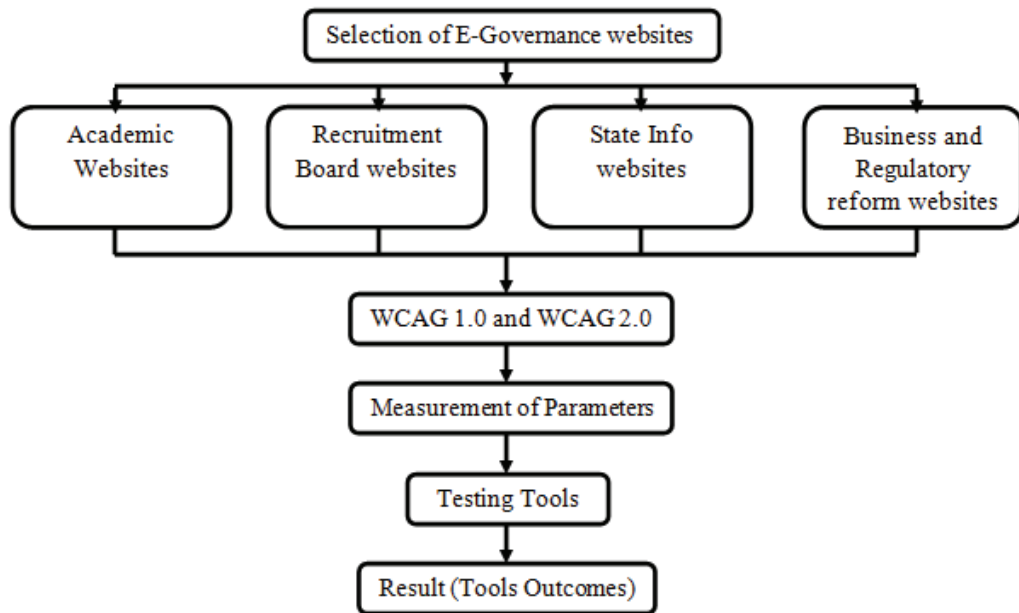 Selection of E-Governance websites
Academic
Websites
Recruitment
Board websites
State Info
websites
Business and
Regulatory
reform websites
WCAG 1.0 and WCAG 2.0
Measurement of Parameters
Testing Tools
Result (Tools Outcomes)